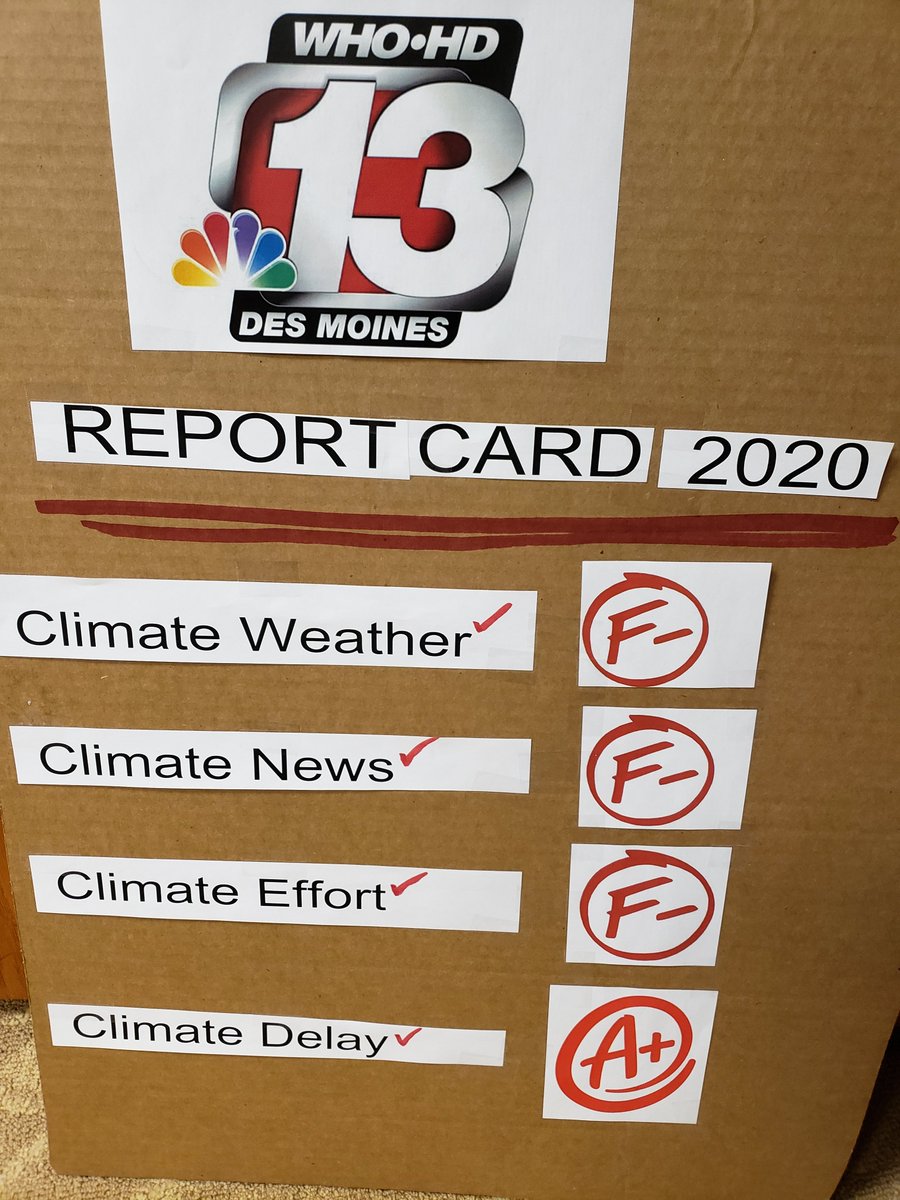 WHO•HD
13
DES MOINES
REPORT CARD 2020
Climate Weather✓ F-
Climate News✓ F-
Climate Effort✓ F-
Climate Delay✓ A+